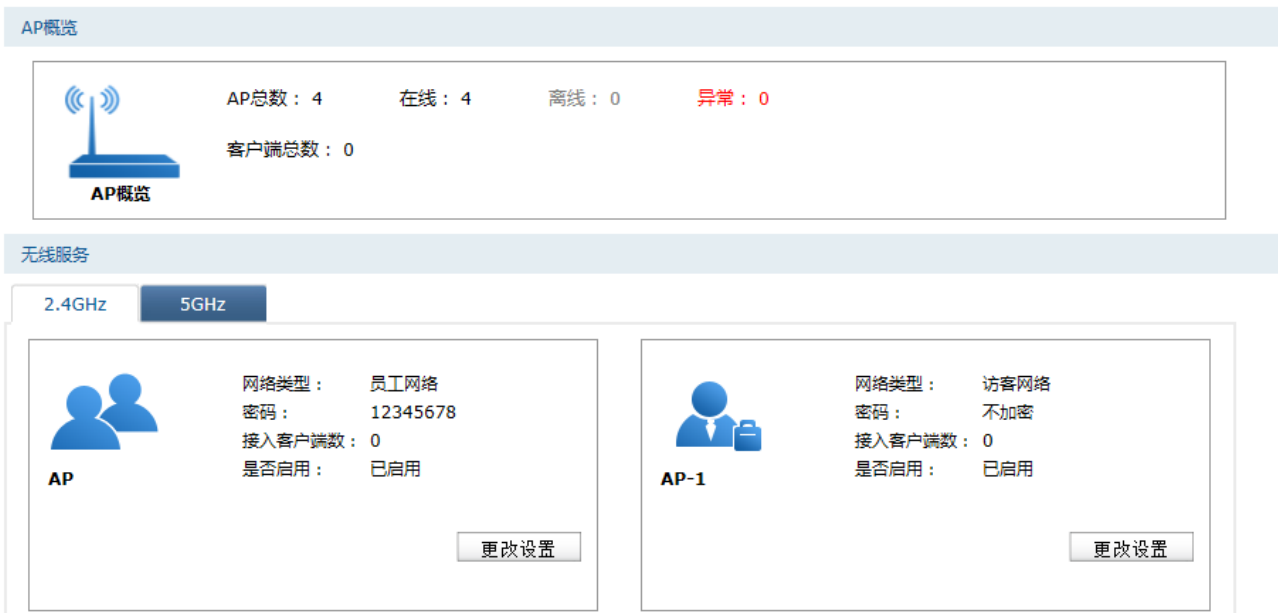 AP概览
AP总数： 4 在线： 4 离线： 0 异常： 0
客户端总数： 0
AP概览
无线服务
2.4GHz 5GHz
网络类型： 员工网络
密码： 12345678
接入客户端数： 0
是否启用： 已启用
AP
更改设置
网络类型： 访客网络
密码： 不加密
接入客户端数： 0
是否启用： 已启用
AP-1
更改设置